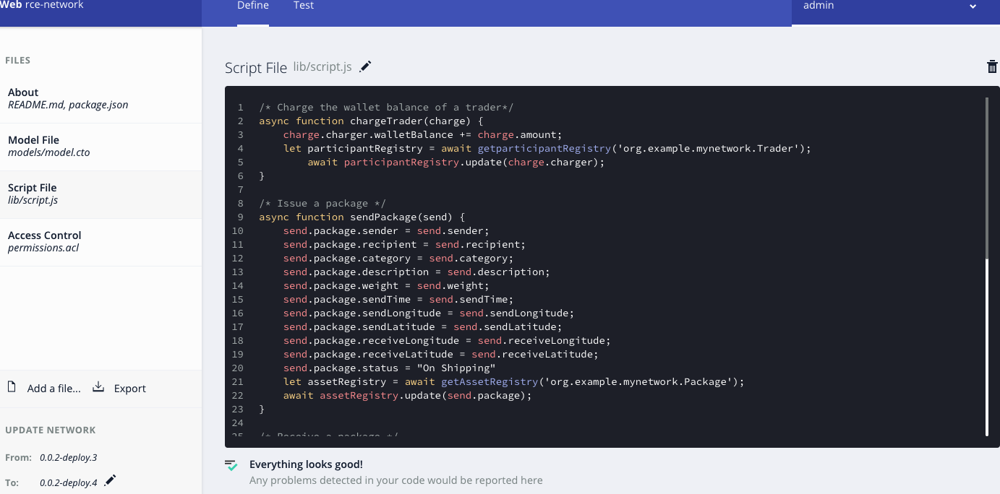 Web rce-network
Define Test
admin
FILES
About
README.md, package.json
Model File
models/model.cto
Script File
lib/script.js
Access Control
permissions.acl
Add a file... Export
UPDATE NETWORK
From: 0.0.2-deploy.3
To: 0.0.2-deploy.4
Script File lib/script.js
1 /* Charge the wallet balance of a trader*/
2 async function chargeTrader(charge) {
3     charge.charger.walletBalance += charge.amount;
4     let participantRegistry = await getparticipantRegistry('org.example.mynetwork.Trader');
5         await participantRegistry.update(charge.charger);
6 }
7
8 /* Issue a package */
9 async function sendPackage(send) {
10     send.package.sender = send.sender;
11     send.package.recipient = send.recipient;
12     send.package.category = send.category;
13     send.package.description = send.description;
14     send.package.weight = send.weight;
15     send.package.sendTime = send.sendTime;
16     send.package.sendLongitude = send.sendLongitude;
17     send.package.sendLatitude = send.sendLatitude;
18     send.package.receiveLongitude = send.receiveLongitude;
19     send.package.receiveLatitude = send.receiveLatitude;
20     send.package.status = "On Shipping"
21     let assetRegistry = await getAssetRegistry('org.example.mynetwork.Package');
22     await assetRegistry.update(send.package);
23 }
24
25 /* Receive a package */
Everything looks good!
Any problems detected in your code would be reported here